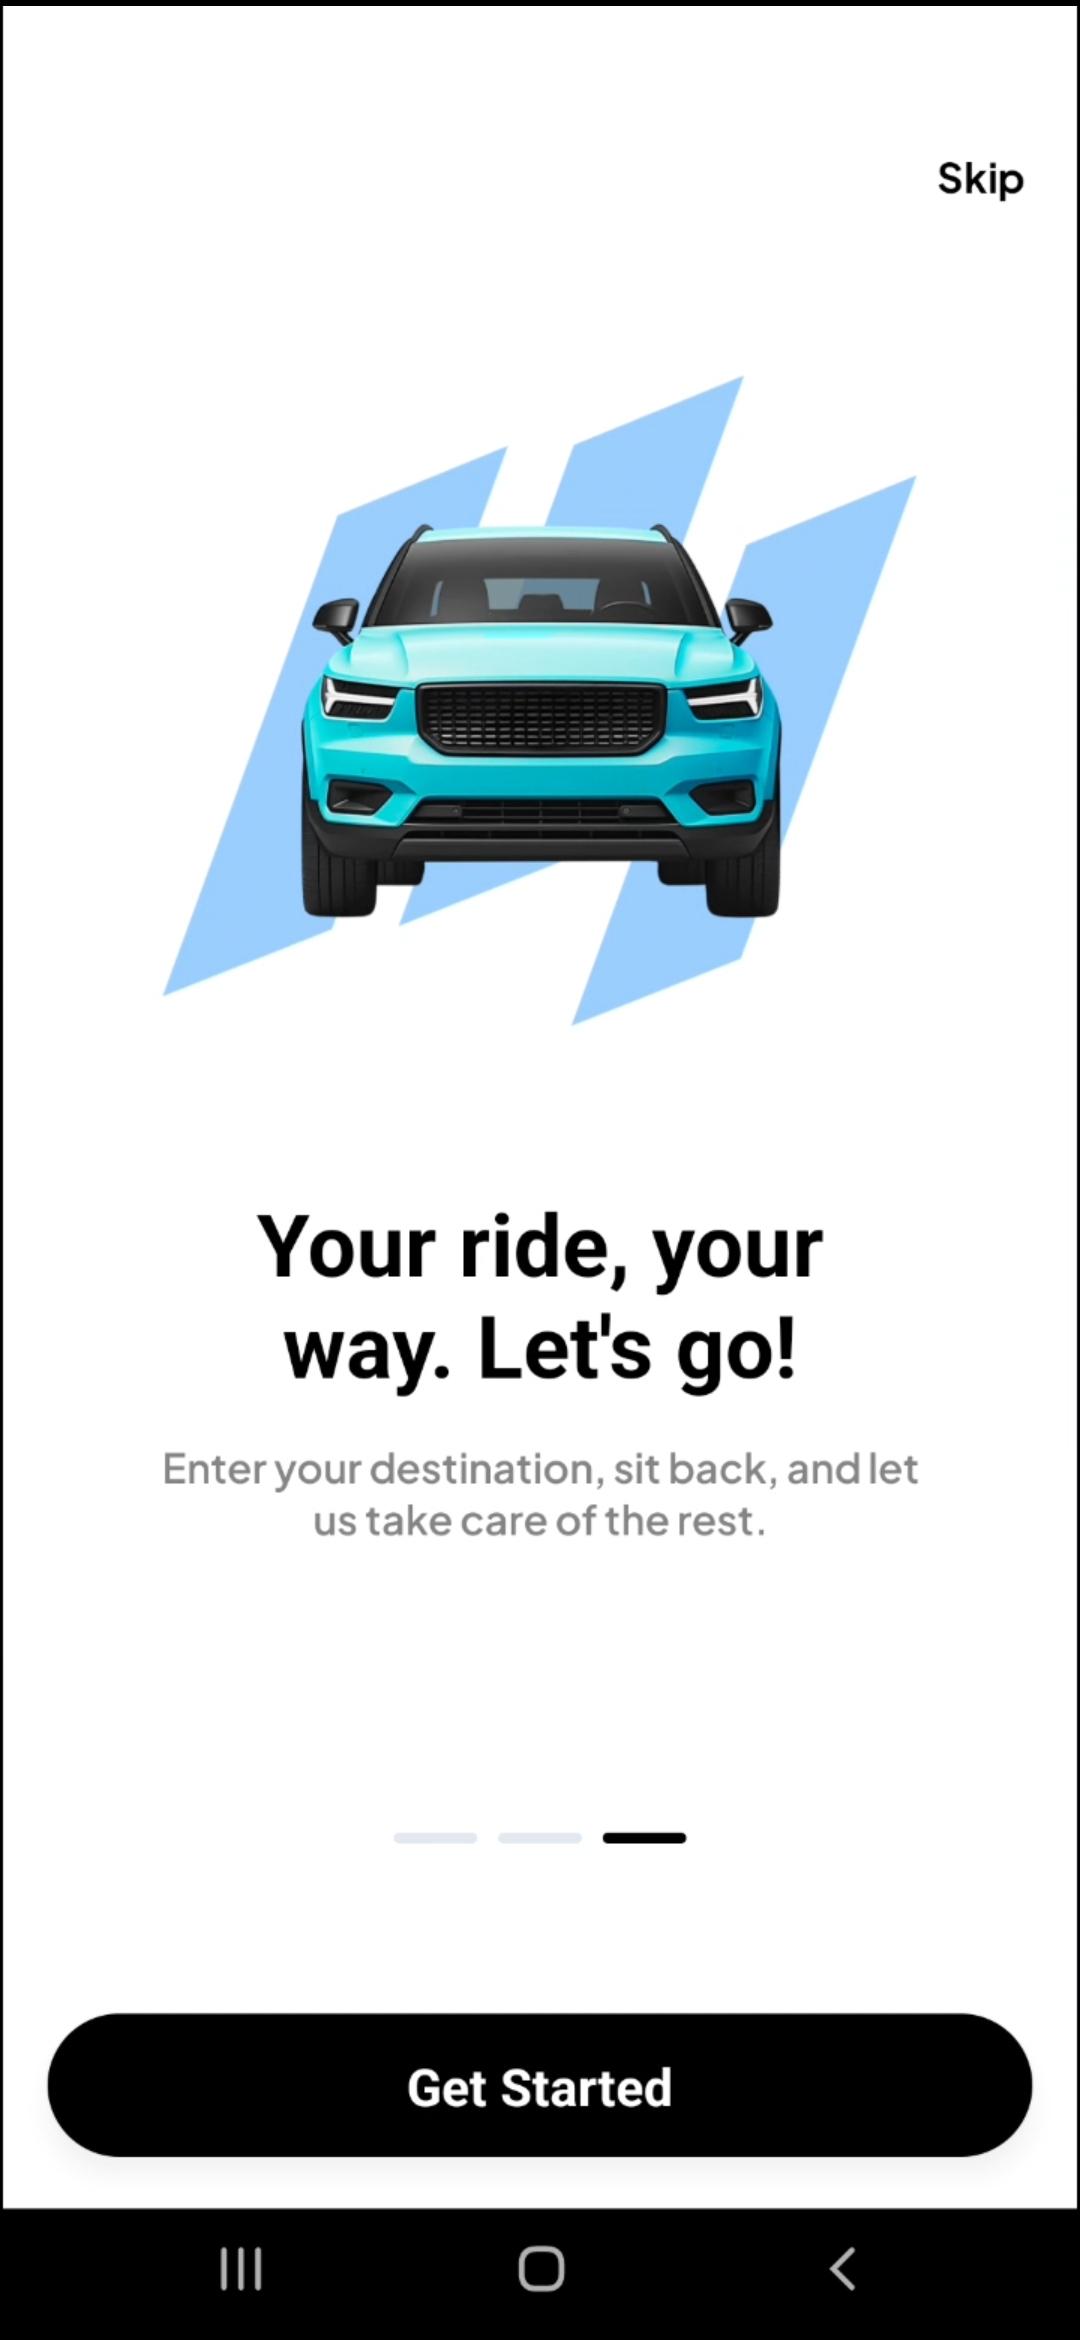 Skip
Your ride, your
way. Let's go!
Enter your destination, sit back, and let
us take care of the rest.
Get Started